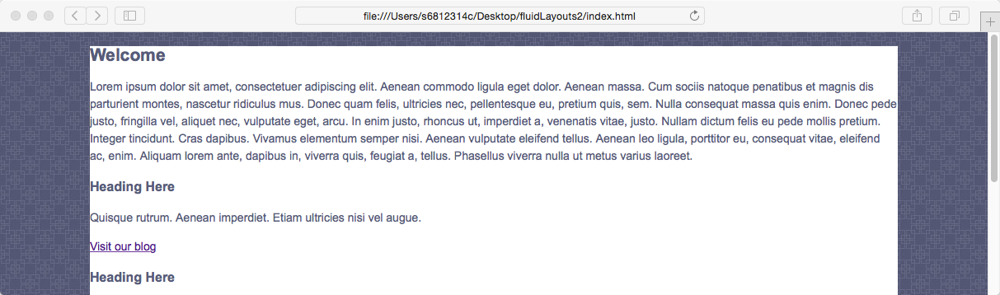 file:///Users/s6812314c/Desktop/fluidLayouts2/index.html
Welcome
Lorem ipsum dolor sit amet, consectetuer adipiscing elit. Aenean commodo ligula eget dolor. Aenean massa. Cum sociis natoque penatibus et magnis dis
parturient montes, nascetur ridiculus mus. Donec quam felis, ultricies nec, pellentesque eu, pretium quis, sem. Nulla consequat massa quis enim. Donec pede
justo, fringilla vel, aliquet nec, vulputate eget, arcu. In enim justo, rhoncus ut, imperdiet a, venenatis vitae, justo. Nullam dictum felis eu pede mollis pretium.
Integer tincidunt. Cras dapibus. Vivamus elementum semper nisi. Aenean vulputate eleifend tellus. Aenean leo ligula, porttitor eu, consequat vitae, eleifend
ac, enim. Aliquam lorem ante, dapibus in, viverra quis, feugiat a, tellus. Phasellus viverra nulla ut metus varius laoreet.
Heading Here
Quisque rutrum. Aenean imperdiet. Etiam ultricies nisi vel augue.
Visit our blog
Heading Here